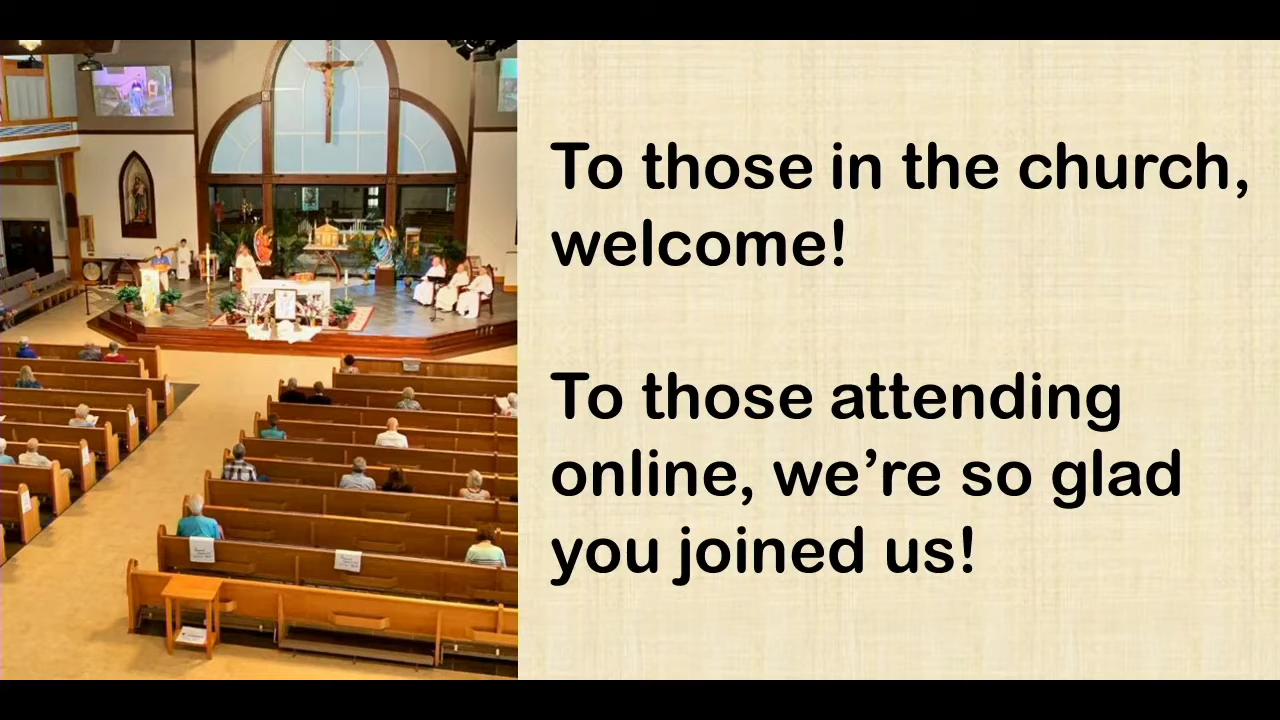 To those in the church,
welcome!
To those attending
online, we’re so glad
you joined us!